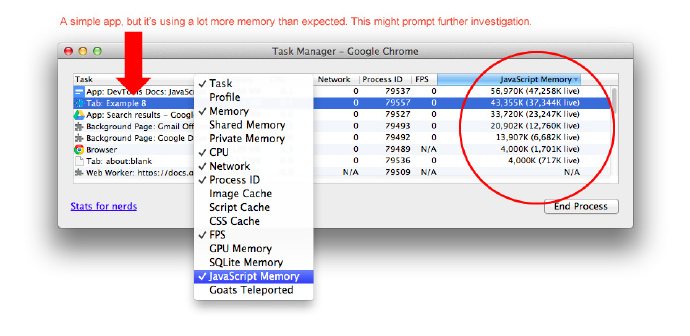 A simple app, but it's using a lot more memory than expected. This might prompt further investigation.
Task Manager – Google Chrome
Task Network Process ID FPS JavaScript Memory
App: DevTools Docs: JavaSc 0 79537 0 56,970K (47,258K live)
Tab: Example 8 0 79557 0 43,355K (37,344K live)
App: Search results – Googl 0 79527 0 33,720K (23,247K live)
Background Page: Gmail Off 0 79493 0 20,902K (12,760K live)
Background Page: Google D 0 79492 0 13,907K (6,682K live)
Browser 0 79489 N/A 4,000K (1,701K live)
Tab: about:blank 0 79536 0 4,000K (717K live)
Web Worker: https://docs.g N/A 79509 N/A N/A
✓ Task
Profile
✓ Memory
Shared Memory
Private Memory
✓ CPU
✓ Network
✓ Process ID
Image Cache
Script Cache
CSS Cache
✓ FPS
GPU Memory
SQLite Memory
✓ JavaScript Memory
Goats Teleported
Stats for nerds
End Process